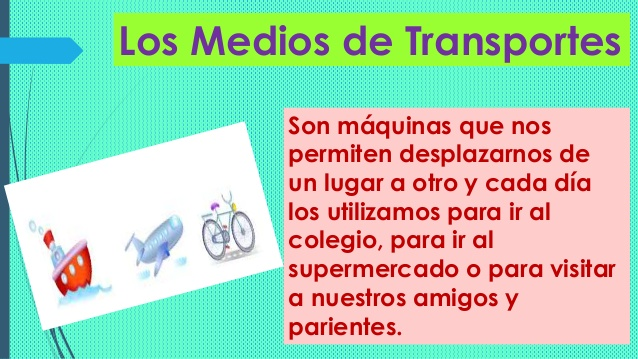 Los Medios de Transportes
Son máquinas que nos
permiten desplazarnos de
un lugar a otro y cada día
los utilizamos para ir al
colegio, para ir al
supermercado o para visitar
a nuestros amigos y
parientes.